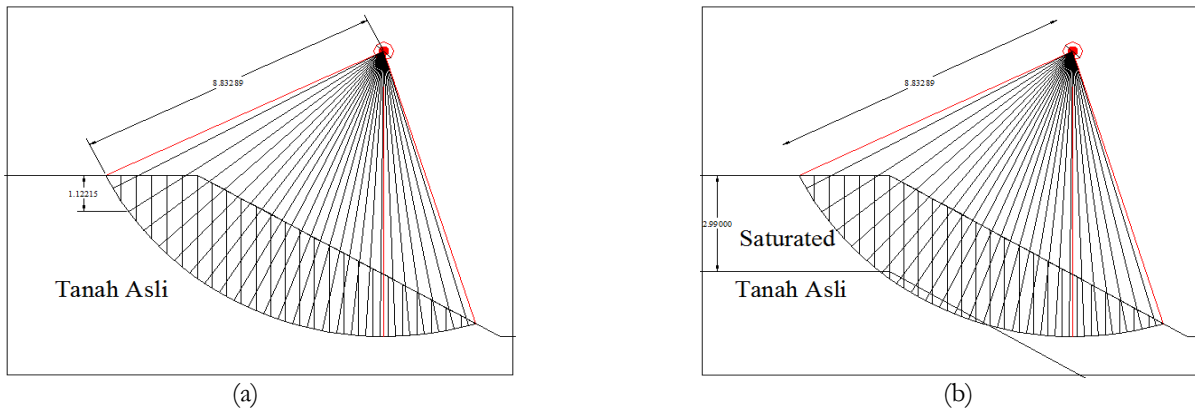 8.83289
1.12215
Tanah Asli
(a)
8.83289
2.99000
Saturated
Tanah Asli
(b)